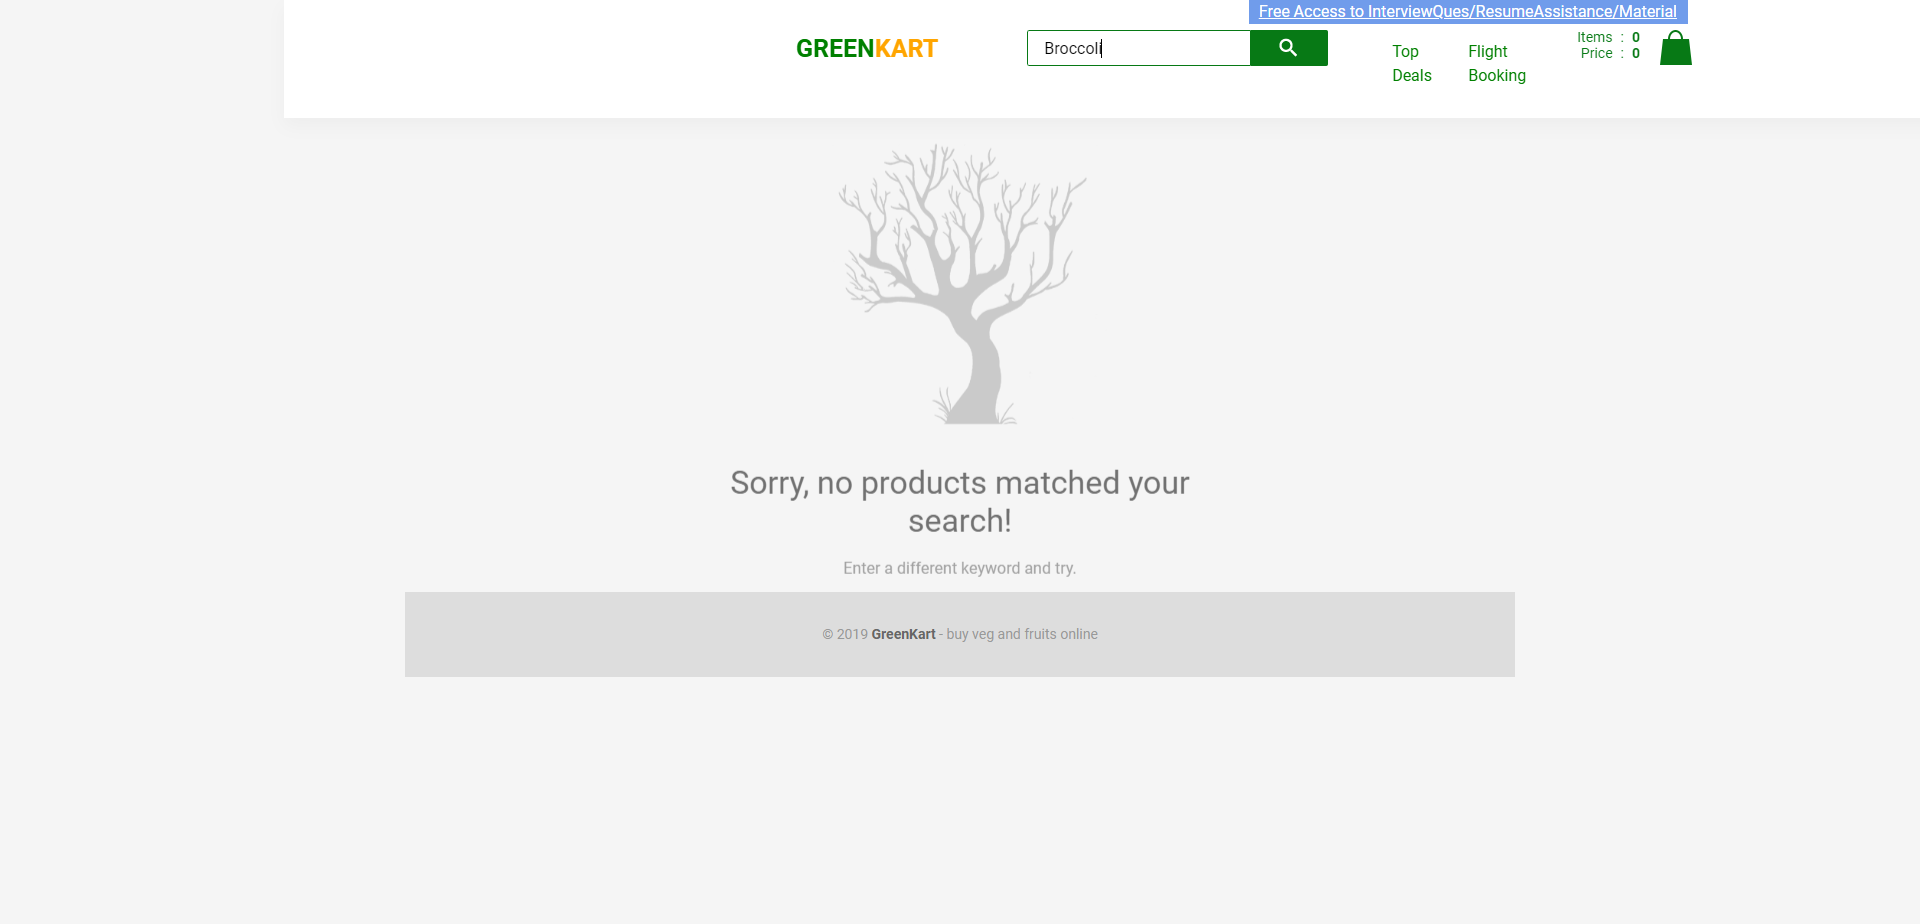 Free Access to InterviewQues/ResumeAssistance/Material
GREENKART
Broccoli
Top
Deals
Flight
Booking
Items : 0
Price : 0
Sorry, no products matched your
search!
Enter a different keyword and try.
© 2019 GreenKart - buy veg and fruits online